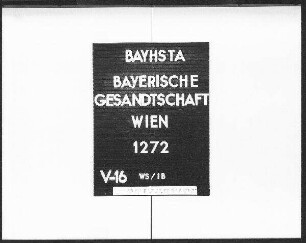 BAYHSTA
BAYERISCHE
GESANDTSCHAFT
WIEN
1272
V-16 WS/IB